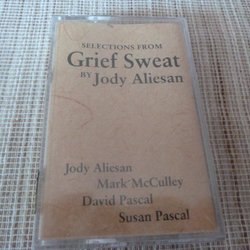 SELECTIONS FROM
Grief Sweat
BY Jody Aliesan
Jody Aliesan
Mark McCulley
David Pascal
Susan Pascal